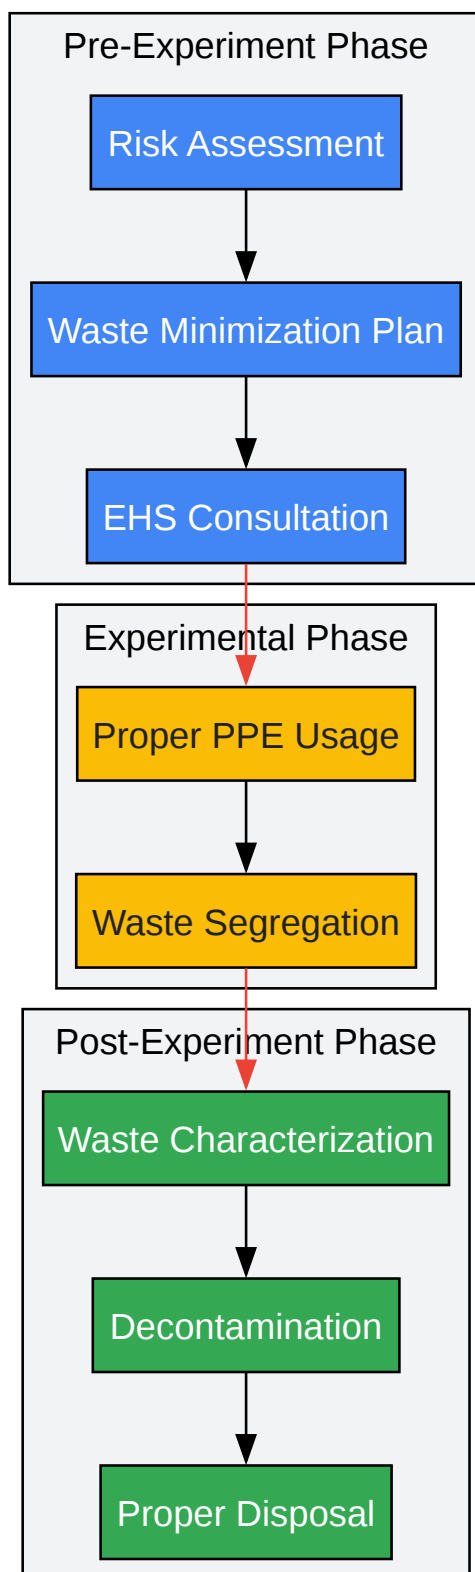 Pre-Experiment Phase
Risk Assessment
Waste Minimization Plan
EHS Consultation
Experimental Phase
Proper PPE Usage
Waste Segregation
Post-Experiment Phase
Waste Characterization
Decontamination
Proper Disposal